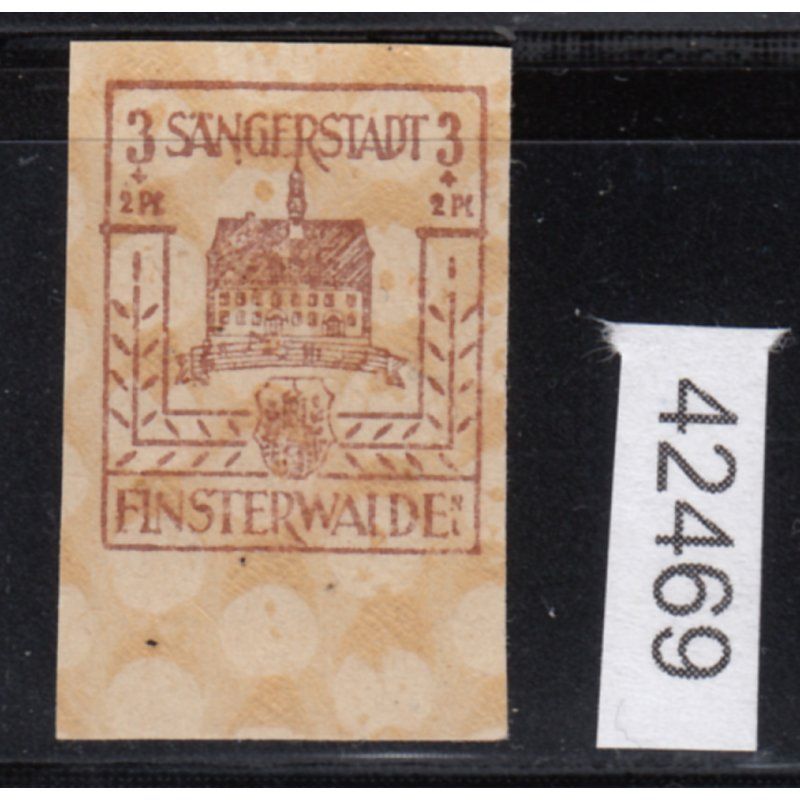 3 SÄNGERSTADT 3
+ +
2 Pf. 2 Pf.
FINSTERWALDE N.L.
42469